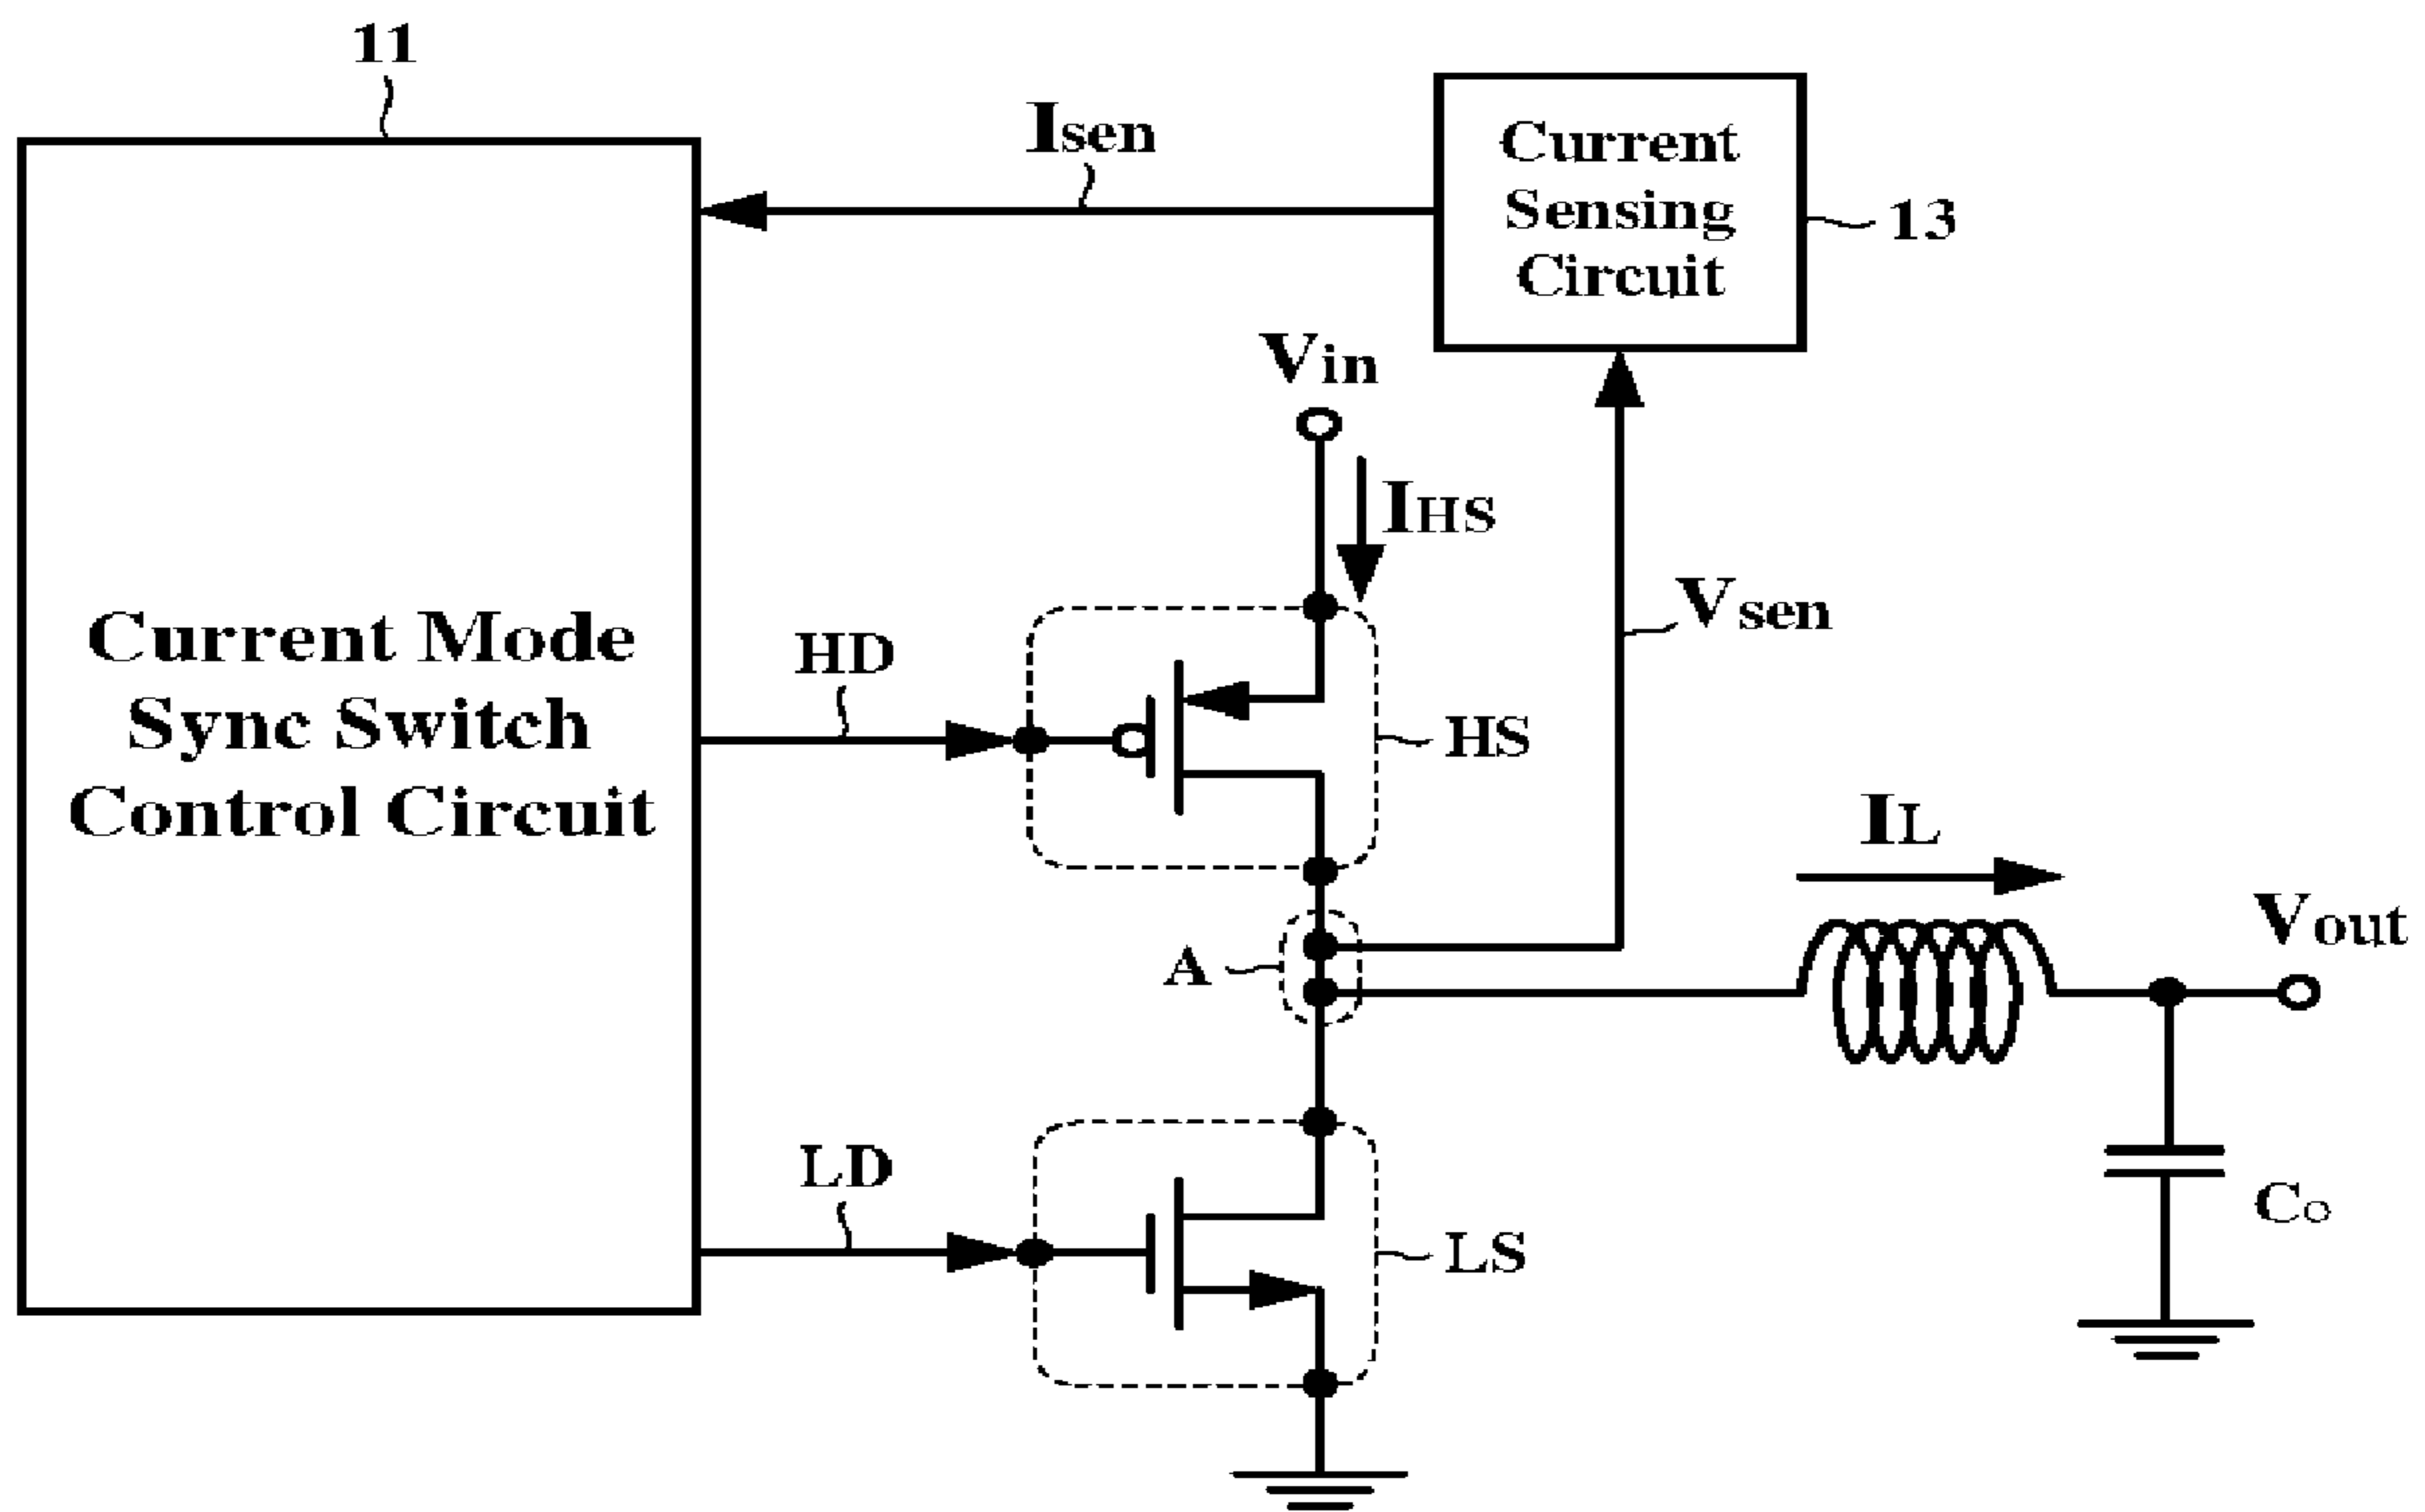 11
Isen
Current
Sensing
Circuit
13
Vin
IHS
Vsen
Current Mode
Sync Switch
Control Circuit
HD
HS
IL
Vout
A
LD
LS
Co